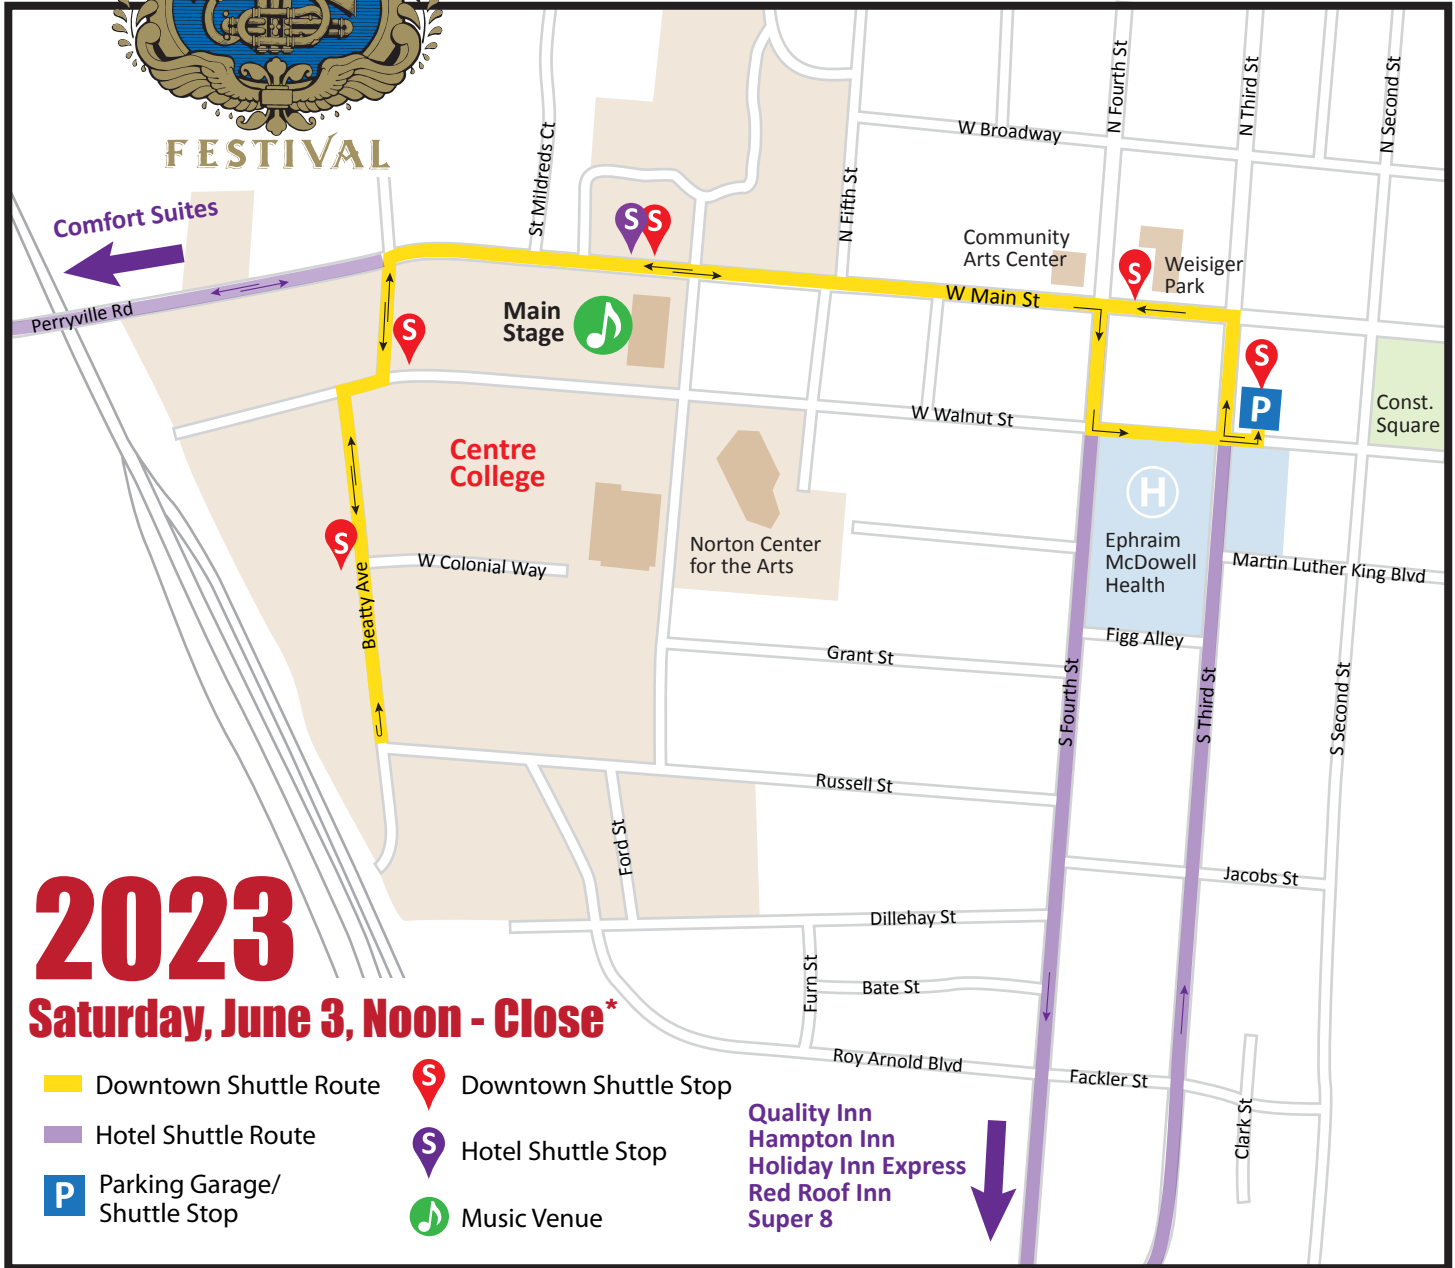 FESTIVAL
Comfort Suites
Perryville Rd
St Mildreds Ct
N Fifth St
W Broadway
N Fourth St
N Third St
N Second St
S
S
Community
Arts Center
S
Weisiger
Park
W Main St
Main
Stage
S
S
P
Const.
Square
W Walnut St
Centre
College
S
Beatty Ave
W Colonial Way
Norton Center
for the Arts
H
Ephraim
McDowell
Health
Martin Luther King Blvd
Figg Alley
Grant St
S Fourth St
S Third St
S Second St
Russell St
Ford St
Jacobs St
Dillehay St
Furn St
Bate St
Roy Arnold Blvd
Fackler St
Clark St
2023
Saturday, June 3, Noon - Close*
Downtown Shuttle Route
Hotel Shuttle Route
P
Parking Garage/
Shuttle Stop
S
Downtown Shuttle Stop
S
Hotel Shuttle Stop
Music Venue
Quality Inn
Hampton Inn
Holiday Inn Express
Red Roof Inn
Super 8